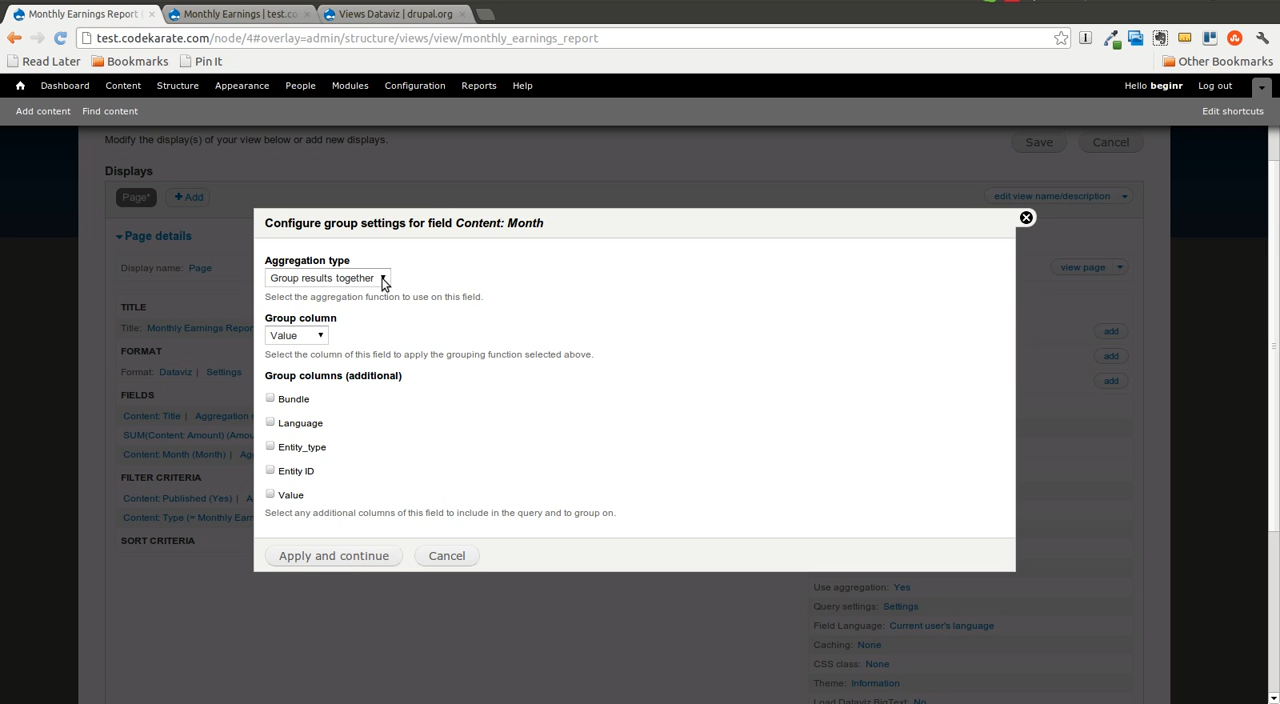 Monthly Earnings Report
Monthly Earnings | test.co
Views Dataviz | drupal.org
test.codekarate.com/node/4#overlay=admin/structure/views/view/monthly_earnings_report
Read Later Bookmarks Pin It Other Bookmarks
Dashboard Content Structure Appearance People Modules Configuration Reports Help Hello beginr Log out
Add content Find content Edit shortcuts
Modify the display(s) of your view below or add new displays. Save Cancel
Displays
Page* + Add edit view name/description
Configure group settings for field Content: Month
Page details
Aggregation type
Display name: Page view page
Group results together
Select the aggregation function to use on this field.
TITLE
Group column
Title: Monthly Earnings Repor add
Value
FORMAT
Select the column of this field to apply the grouping function selected above. add
Format: Dataviz | Settings
Group columns (additional)
add
FIELDS
Bundle
Content: Title | Aggregation
Language
SUM(Content: Amount) (Amou
Entity_type
Content: Month (Month) | Ag
Entity ID
FILTER CRITERIA
Value
Content: Published (Yes) | A
Select any additional columns of this field to include in the query and to group on.
Content: Type (= Monthly Earn
SORT CRITERIA
Apply and continue Cancel
Use aggregation: Yes
Query settings: Settings
Field Language: Current user's language
Caching: None
CSS class: None
Theme: Information
Load Dataviz BigText: No